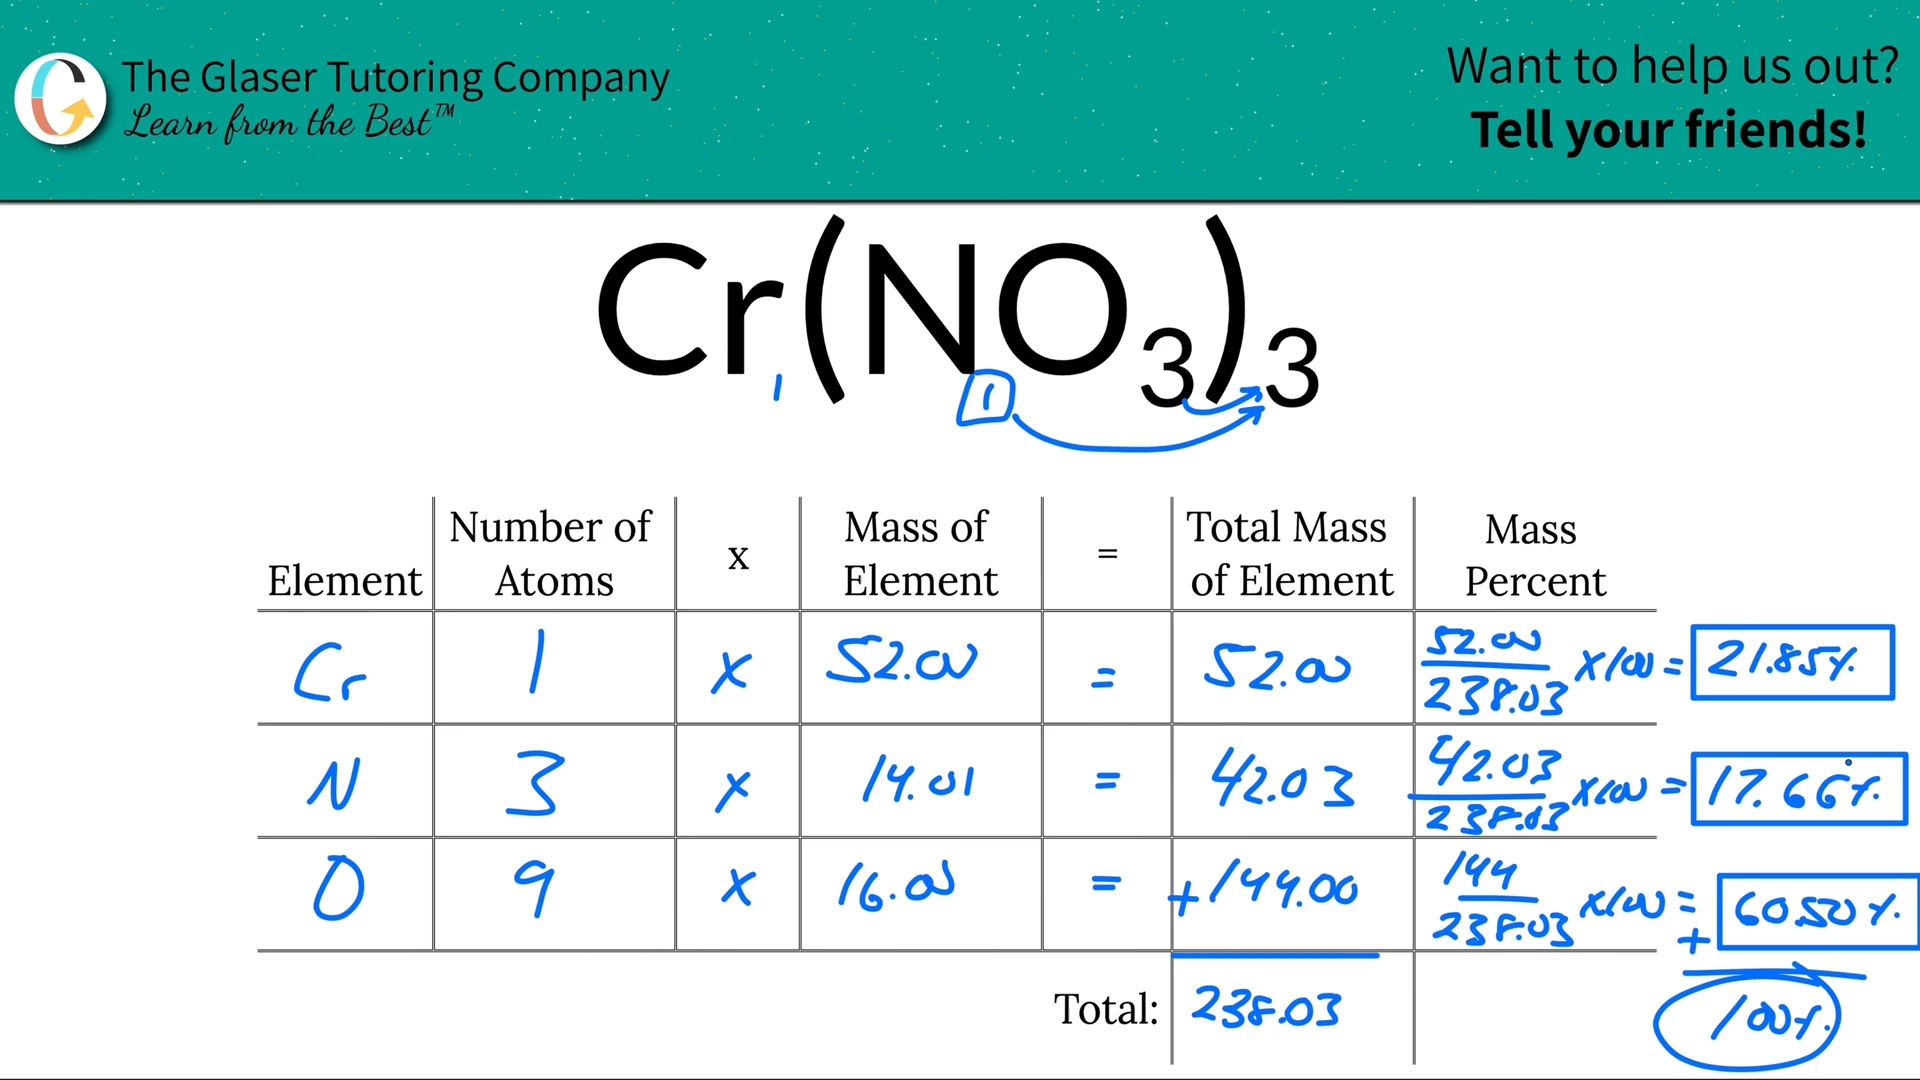 The Glaser Tutoring Company
Learn from the Best™
Want to help us out?
Tell your friends!
Cr(NO₃)₃
1 1
Element Number of Atoms x Mass of Element = Total Mass of Element Mass Percent
Cr 1 x 52.00 = 52.00 52.00/238.03 x100 = 21.85%
N 3 x 14.01 = 42.03 42.03/238.03 x100 = 17.66%
O 9 x 16.00 = +144.00 144/238.03 x100 = 60.50%
+
Total: 238.03 100%